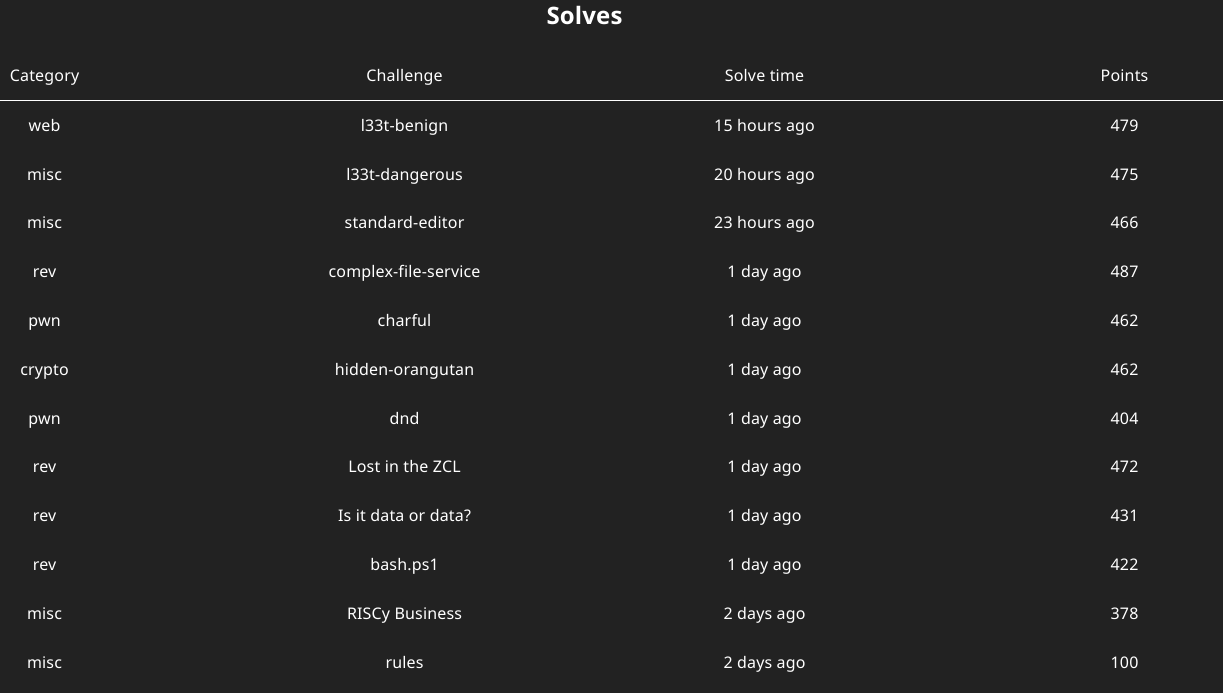 Solves
Category Challenge Solve time Points
web l33t-benign 15 hours ago 479
misc l33t-dangerous 20 hours ago 475
misc standard-editor 23 hours ago 466
rev complex-file-service 1 day ago 487
pwn charful 1 day ago 462
crypto hidden-orangutan 1 day ago 462
pwn dnd 1 day ago 404
rev Lost in the ZCL 1 day ago 472
rev Is it data or data? 1 day ago 431
rev bash.ps1 1 day ago 422
misc RISCy Business 2 days ago 378
misc rules 2 days ago 100